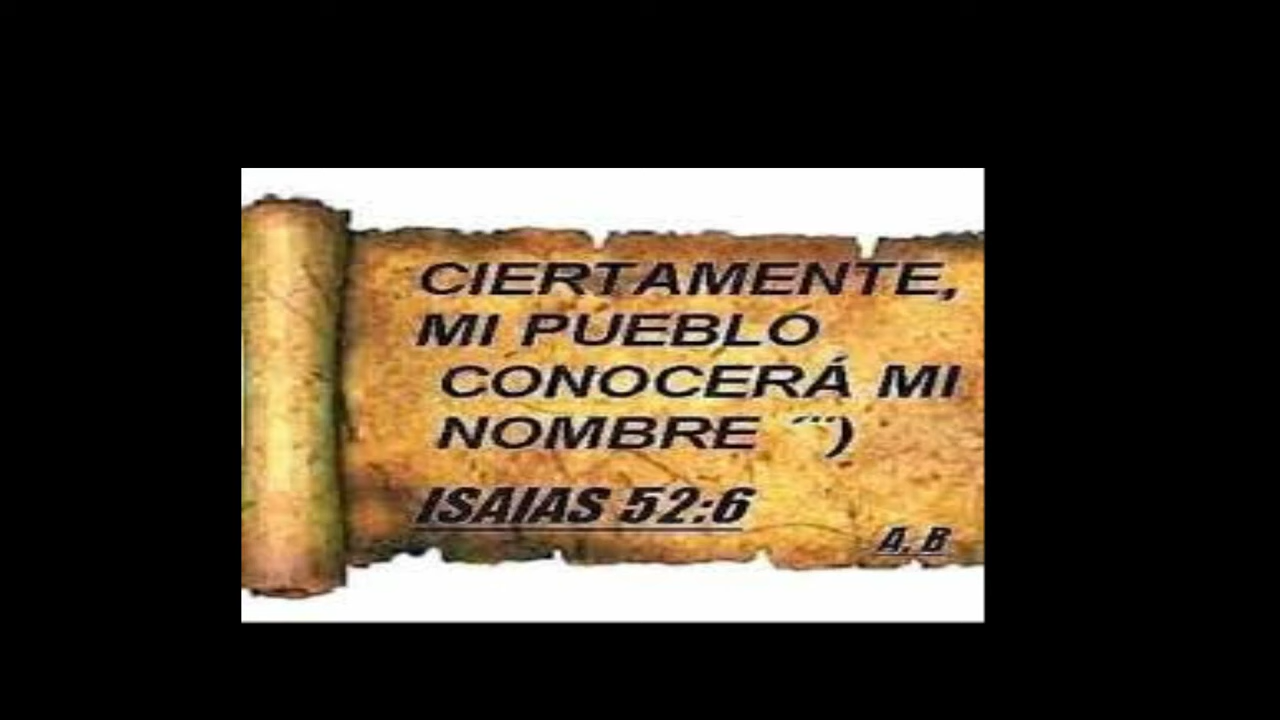 CIERTAMENTE,
MI PUEBLO
CONOCERÁ MI
NOMBRE ´¨)
ISAIAS 52:6
A. B